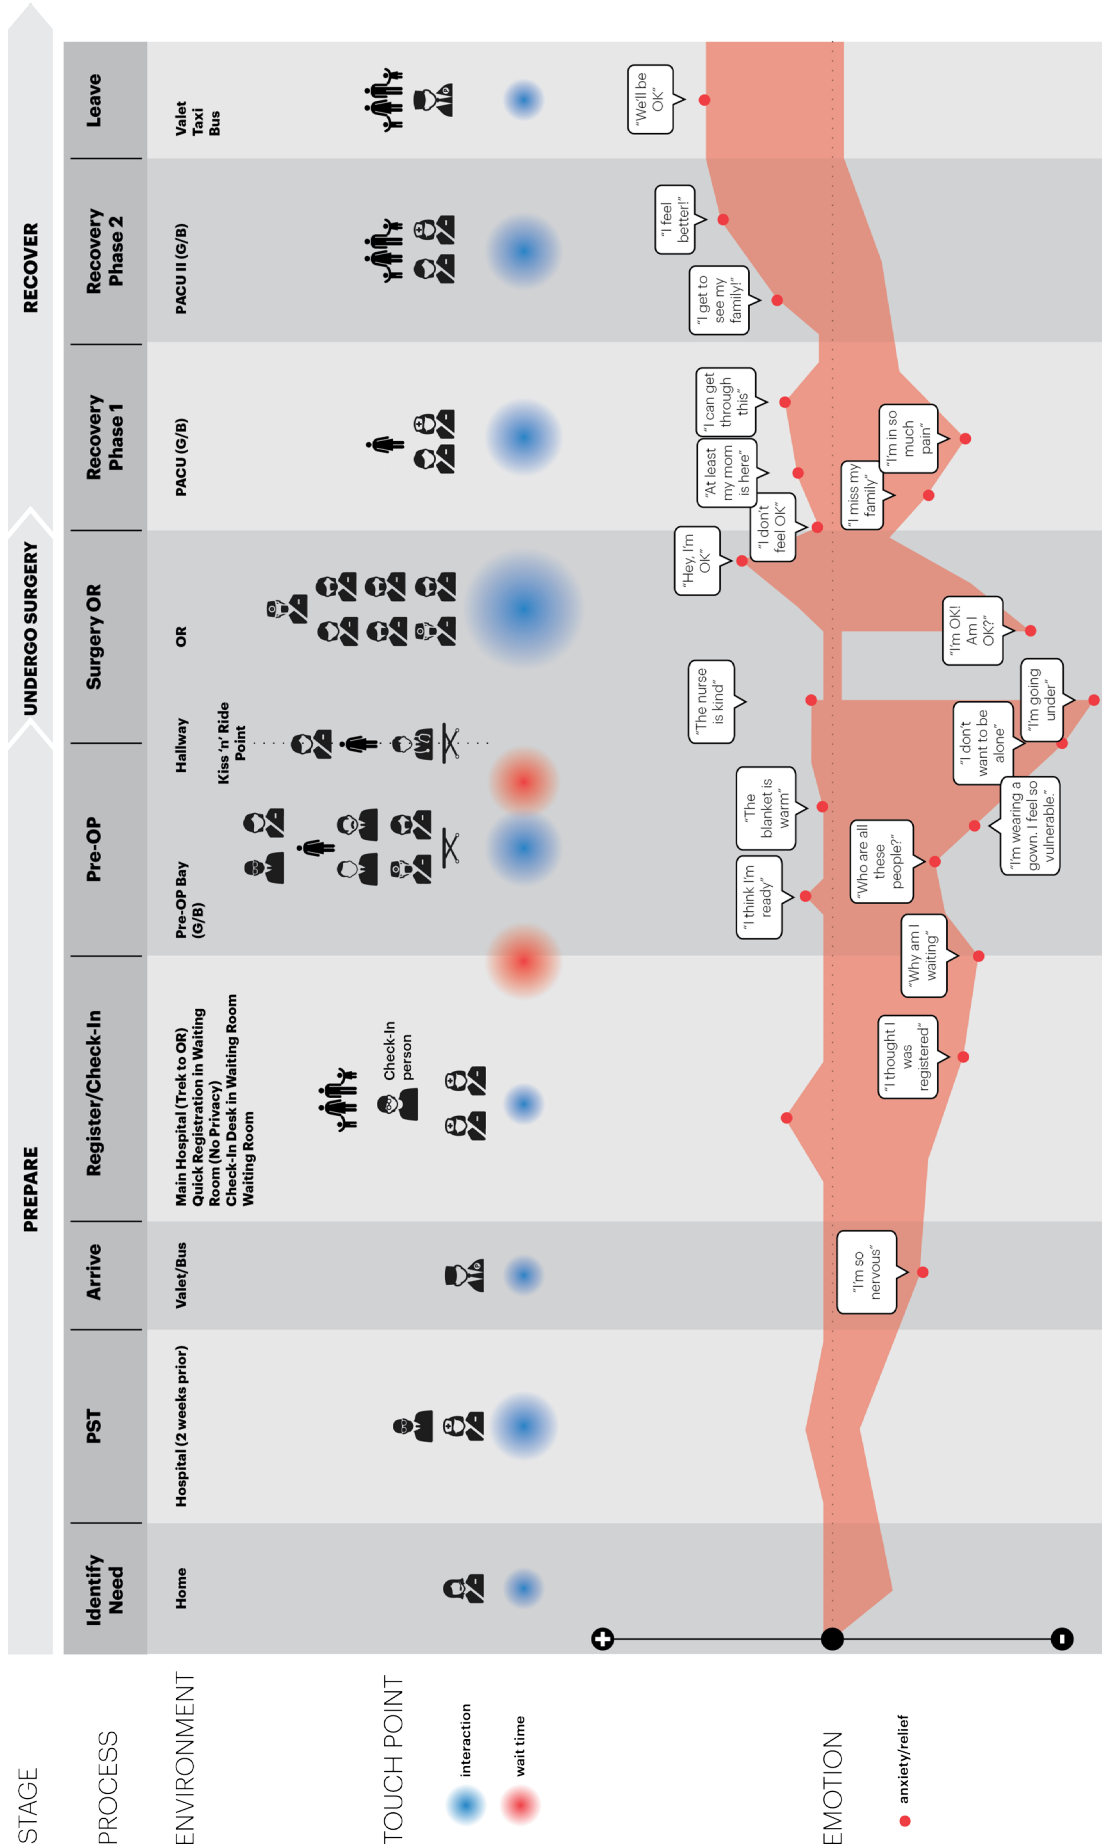 STAGE
PREPARE
UNDERGO SURGERY
RECOVER
PROCESS
Identify
Need
PST
Arrive
Register/Check-In
Pre-OP
Surgery OR
Recovery
Phase 1
Recovery
Phase 2
Leave
ENVIRONMENT
Home
Hospital (2 weeks prior)
Valet/Bus
Main Hospital (Trek to OR)
Quick Registration in Waiting
Room (No Privacy)
Check-In Desk in Waiting Room
Waiting Room
Pre-OP Bay
(G/B)
Hallway
Kiss ‘n’ Ride
Point
OR
PACU (G/B)
PACU II (G/B)
Valet
Taxi
Bus
TOUCH POINT
interaction
wait time
Check-In
person
EMOTION
anxiety/relief
+
-
“I’m so
nervous”
“I thought I
was
registered”
“Why am I
waiting”
“I think I’m
ready”
“Who are all
these
people?”
“The
blanket is
warm”
“I’m wearing a
gown. I feel so
vulnerable.”
“I don’t
want to be
alone”
“The nurse
is kind”
“I’m going
under”
“I’m OK!
Am I
OK?”
“Hey, I’m
OK”
“I don’t
feel OK”
“I miss my
family”
“At least
my mom
is here”
“I’m in so
much
pain”
“I can get
through
this”
“I get to
see my
family!”
“I feel
better!”
“We’ll be
OK”